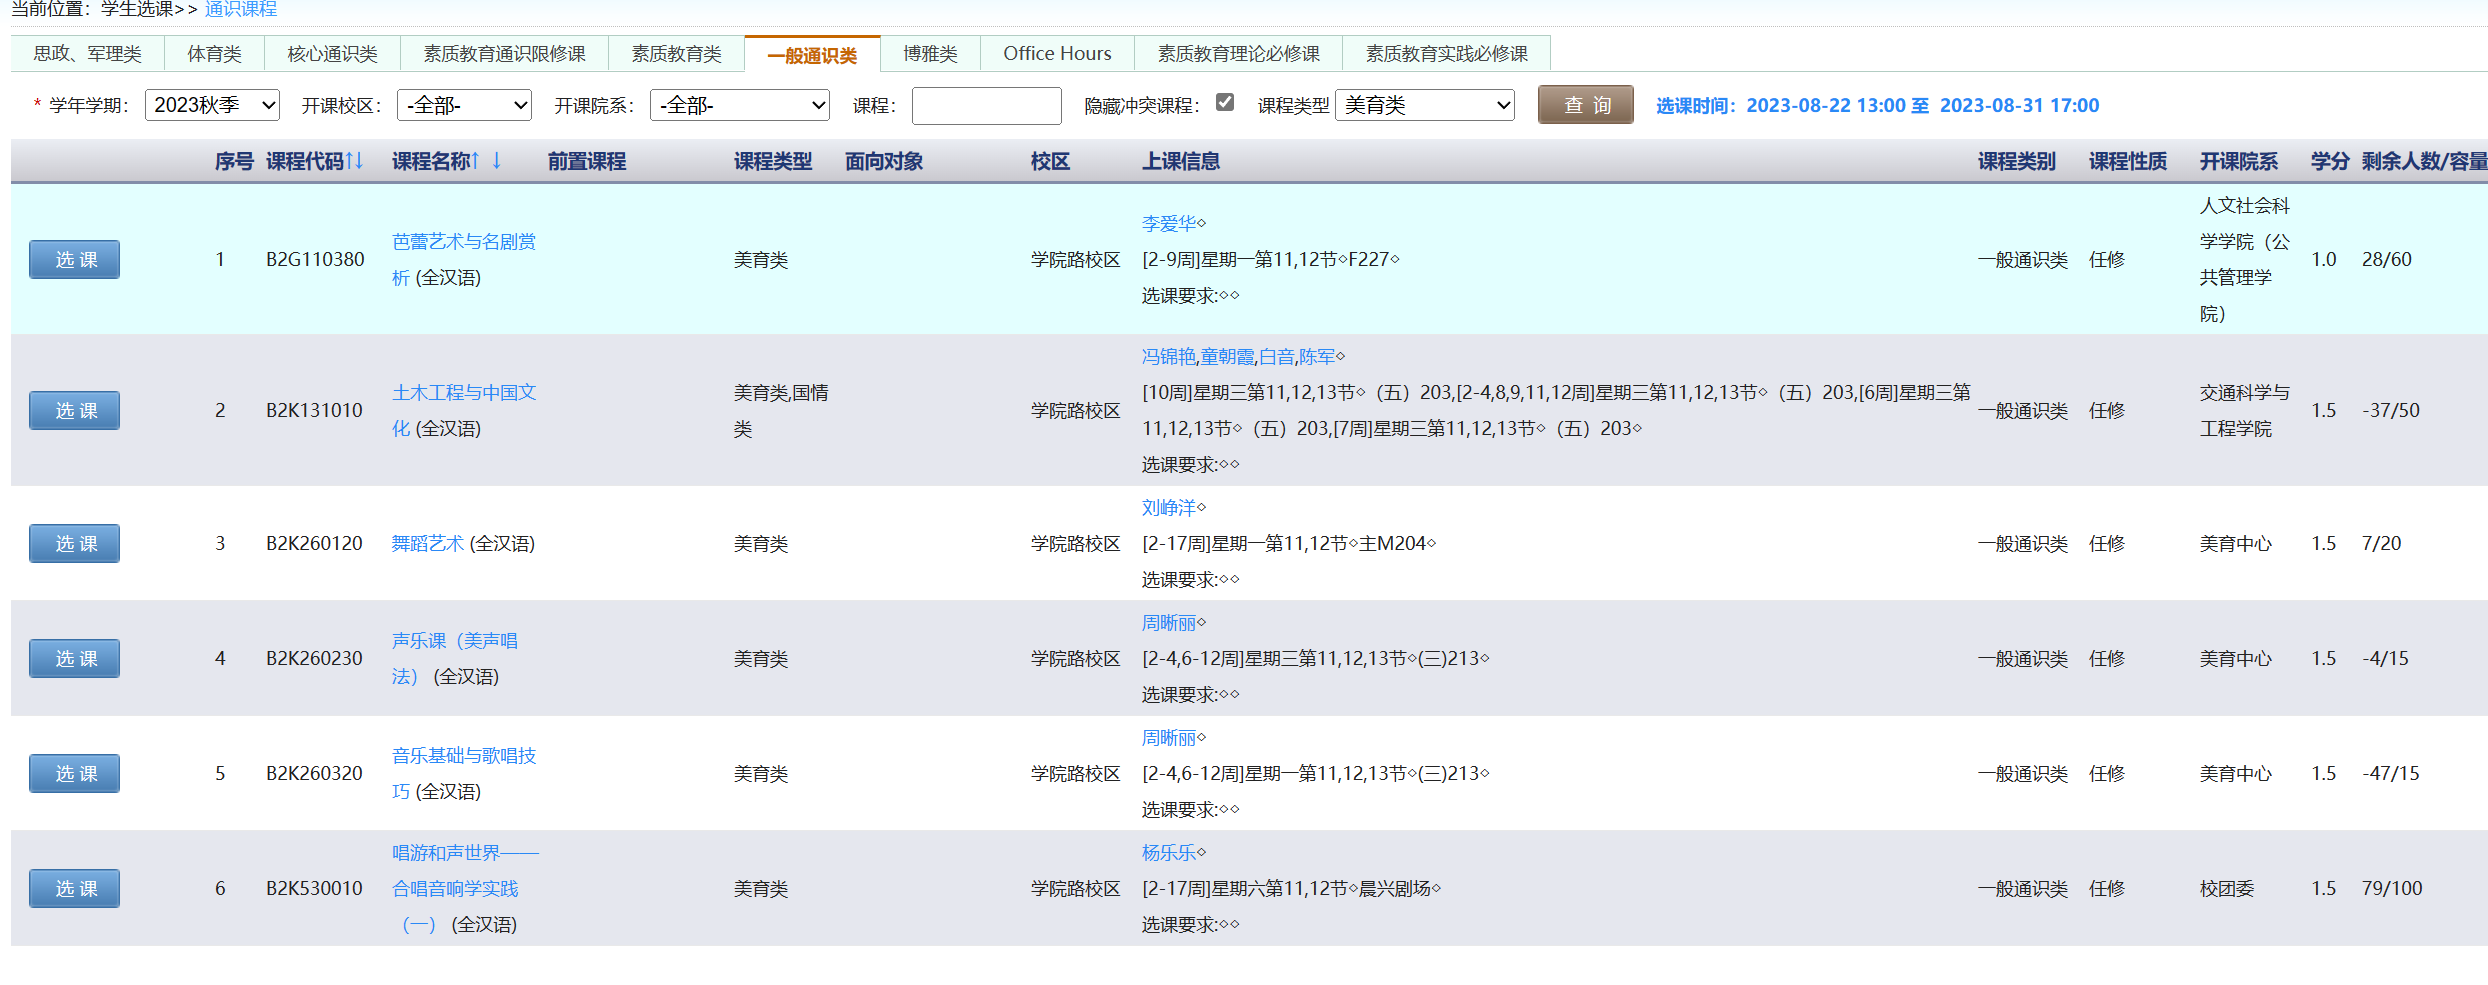 当前位置：学生选课>> 通识课程
思政、军理类 体育类 核心通识类 素质教育通识限修课 素质教育类 一般通识类 博雅类 Office Hours 素质教育理论必修课 素质教育实践必修课
* 学年学期： 2023秋季 开课校区： -全部- 开课院系： -全部- 课程： 隐藏冲突课程： 课程类型 美育类 查 询 选课时间：2023-08-22 13:00 至 2023-08-31 17:00
序号 课程代码↑↓ 课程名称↑ ↓ 前置课程 课程类型 面向对象 校区 上课信息 课程类别 课程性质 开课院系 学分 剩余人数/容量
选 课 1 B2G110380
芭蕾艺术与名剧赏
析 (全汉语)
美育类 学院路校区
李爱华◇
[2-9周]星期一第11,12节◇F227◇
选课要求:◇◇
一般通识类 任修
人文社会科
学学院（公
共管理学
院）
1.0 28/60
选 课 2 B2K131010
土木工程与中国文
化 (全汉语)
美育类,国情
类
学院路校区
冯锦艳,童朝霞,白音,陈军◇
[10周]星期三第11,12,13节◇（五）203,[2-4,8,9,11,12周]星期三第11,12,13节◇（五）203,[6周]星期三第
11,12,13节◇（五）203,[7周]星期三第11,12,13节◇（五）203◇
选课要求:◇◇
一般通识类 任修
交通科学与
工程学院
1.5 -37/50
选 课 3 B2K260120 舞蹈艺术 (全汉语) 美育类 学院路校区
刘峥洋◇
[2-17周]星期一第11,12节◇主M204◇
选课要求:◇◇
一般通识类 任修 美育中心 1.5 7/20
选 课 4 B2K260230
声乐课（美声唱
法） (全汉语)
美育类 学院路校区
周晰丽◇
[2-4,6-12周]星期三第11,12,13节◇(三)213◇
选课要求:◇◇
一般通识类 任修 美育中心 1.5 -4/15
选 课 5 B2K260320
音乐基础与歌唱技
巧 (全汉语)
美育类 学院路校区
周晰丽◇
[2-4,6-12周]星期一第11,12,13节◇(三)213◇
选课要求:◇◇
一般通识类 任修 美育中心 1.5 -47/15
选 课 6 B2K530010
唱游和声世界——
合唱音响学实践
（一） (全汉语)
美育类 学院路校区
杨乐乐◇
[2-17周]星期六第11,12节◇晨兴剧场◇
选课要求:◇◇
一般通识类 任修 校团委 1.5 79/100